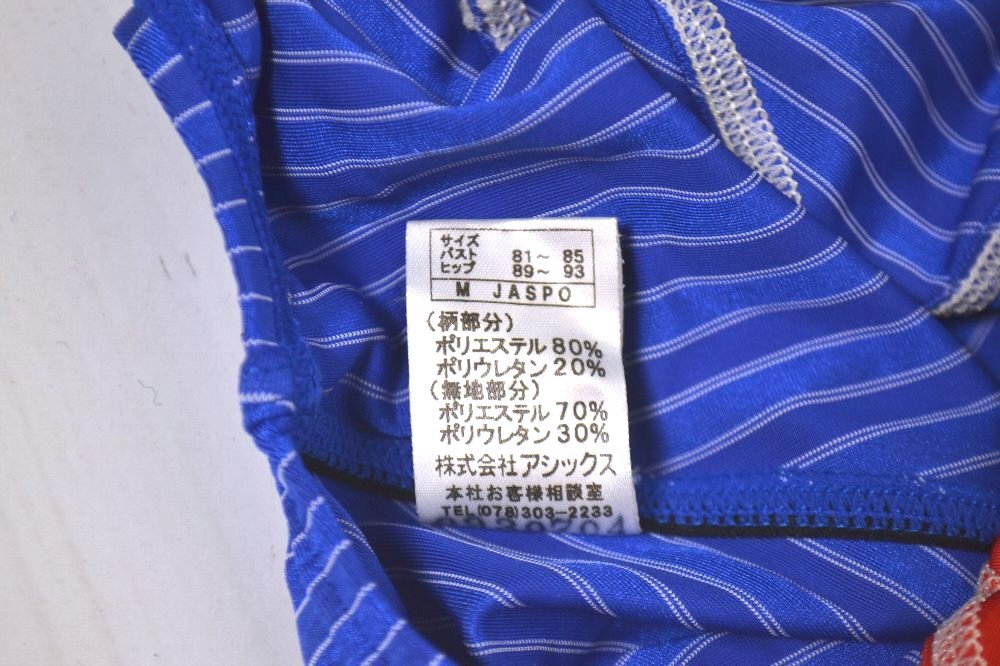 サイズ
バスト 81～ 85
ヒップ 89～ 93
M JASPO
(柄部分)
ポリエステル 80%
ポリウレタン 20%
(無地部分)
ポリエステル 70%
ポリウレタン 30%
株式会社アシックス
本社お客様相談室
TEL(078)303-2233